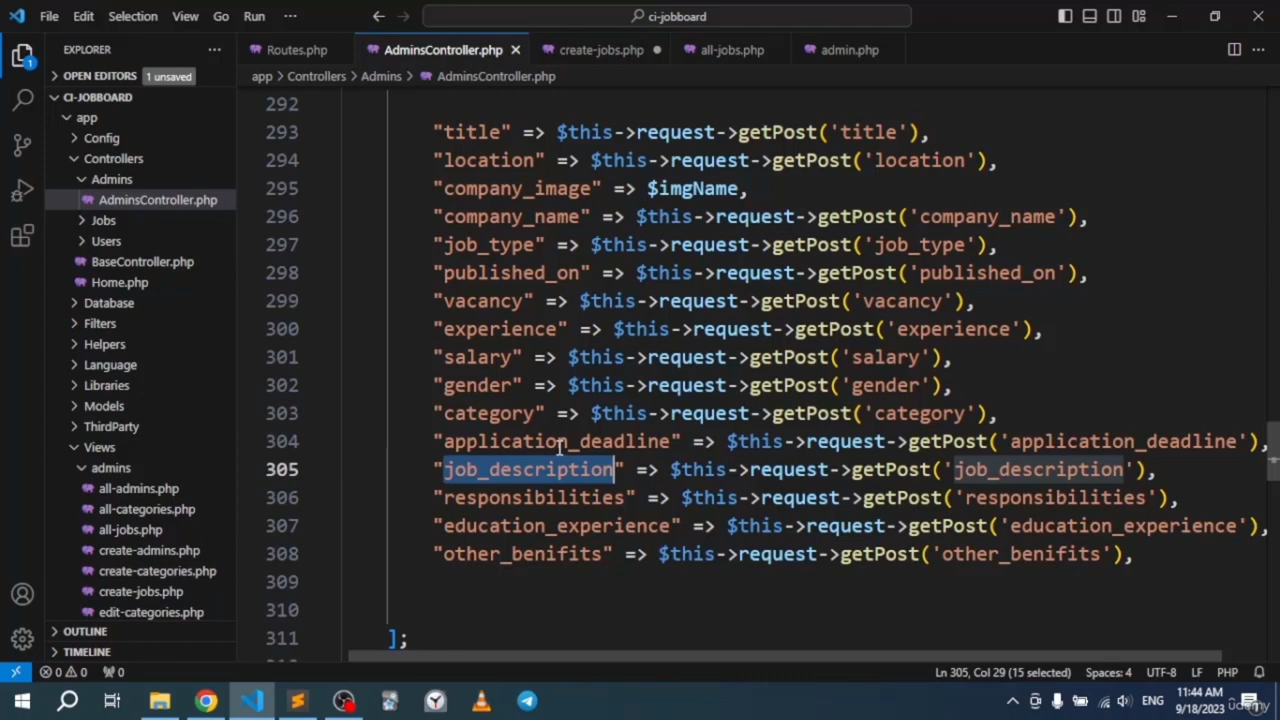 File Edit Selection View Go Run ··· ci-jobboard
EXPLORER ···
Routes.php AdminsController.php create-jobs.php all-jobs.php admin.php
OPEN EDITORS 1 unsaved
app > Controllers > Admins > AdminsController.php
CI-JOBBOARD
app
Config
Controllers
Admins
AdminsController.php
Jobs
Users
BaseController.php
Home.php
Database
Filters
Helpers
Language
Libraries
Models
ThirdParty
Views
admins
all-admins.php
all-categories.php
all-jobs.php
create-admins.php
create-categories.php
create-jobs.php
edit-categories.php
OUTLINE
TIMELINE
1
292
293 "title" => $this->request->getPost('title'),
294 "location" => $this->request->getPost('location'),
295 "company_image" => $imgName,
296 "company_name" => $this->request->getPost('company_name'),
297 "job_type" => $this->request->getPost('job_type'),
298 "published_on" => $this->request->getPost('published_on'),
299 "vacancy" => $this->request->getPost('vacancy'),
300 "experience" => $this->request->getPost('experience'),
301 "salary" => $this->request->getPost('salary'),
302 "gender" => $this->request->getPost('gender'),
303 "category" => $this->request->getPost('category'),
304 "application_deadline" => $this->request->getPost('application_deadline'),
305 "job_description" => $this->request->getPost('job_description'),
306 "responsibilities" => $this->request->getPost('responsibilities'),
307 "education_experience" => $this->request->getPost('education_experience'),
308 "other_benifits" => $this->request->getPost('other_benifits'),
309
310
311 ];
0 0 0 Ln 305, Col 29 (15 selected) Spaces: 4 UTF-8 LF PHP
ENG 11:44 AM
9/18/2023
udemy